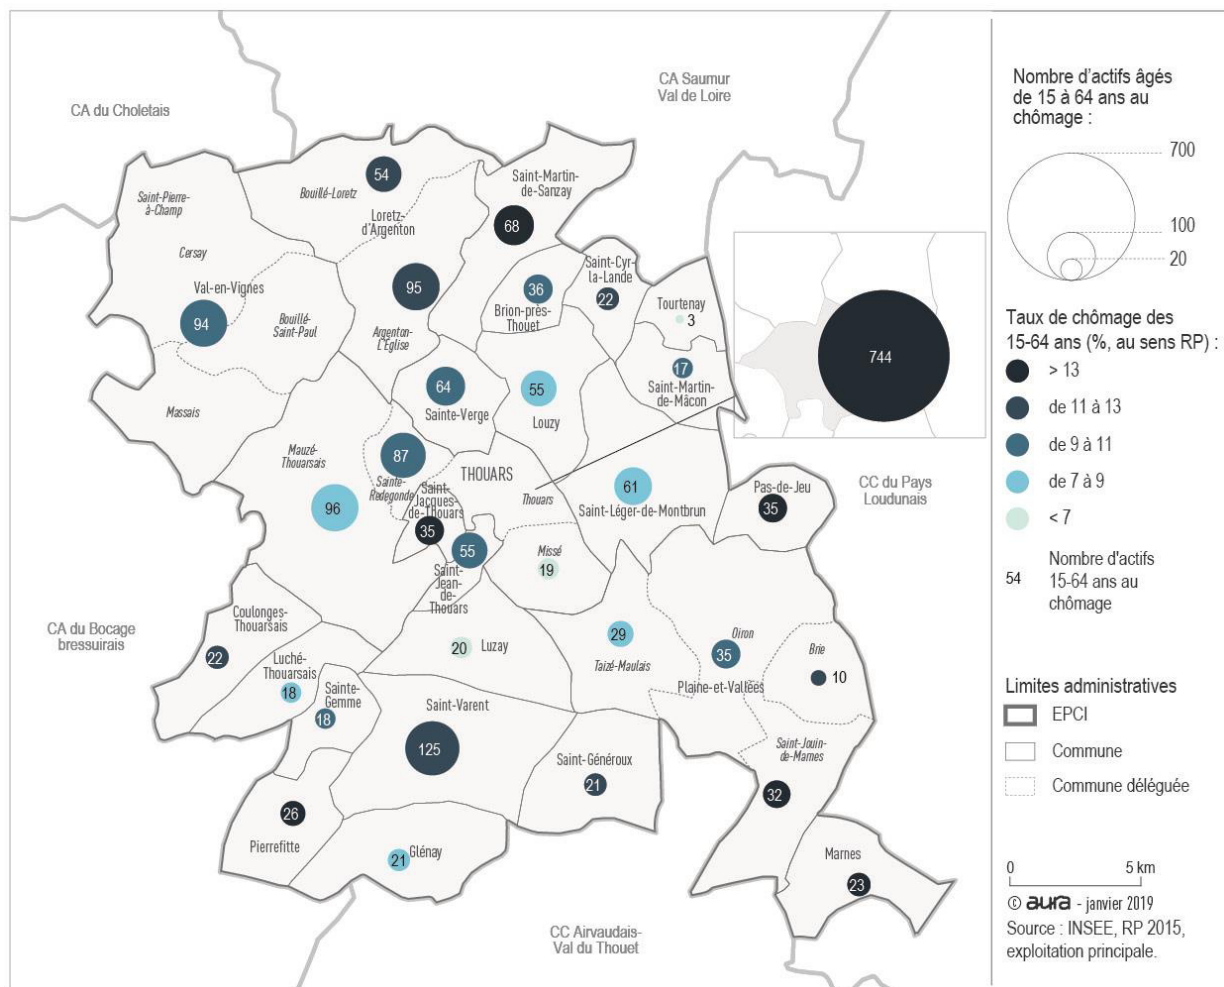 CA du Choletais
CA Saumur
Val de Loire
Saint-Pierre-
à-Champ
Cersay
Val-en-Vignes
94
Bouillé-
Saint-Paul
Massais
Bouillé-Loretz
54
Loretz-
d'Argenton
95
Argenton-
L'Église
Saint-Martin-
de-Sanzay
68
36
Brion-près-
Thouet
Saint-Cyr-
la-Lande
22
Tourtenay
3
17
Saint-Martin-
de-Mâcon
744
64
Sainte-Verge
55
Louzy
Mauzé-
Thouarsais
96
87
Sainte-
Radegonde
THOUARS
Thouars
Saint-
Jacques-
de-Thouars
35
55
Saint-
Jean-
de-
Thouars
61
Saint-Léger-de-Montbrun
Missé
19
Pas-de-Jeu
35
CC du Pays
Loudunais
CA du Bocage
bressuirais
Coulonges-
Thouarsais
22
Luché-
Thouarsais
18
Sainte-
Gemme
18
20
Luzay
29
Taizé-Maulais
Oiron
35
Plaine-et-Vallées
Brie
10
Saint-Varent
125
Saint-Généroux
21
Saint-Jouin-
de-Marnes
32
26
Pierrefitte
21
Glénay
Marnes
23
CC Airvaudais-
Val du Thouet
Nombre d'actifs âgés
de 15 à 64 ans au
chômage :
700
100
20
Taux de chômage des
15-64 ans (%, au sens RP) :
> 13
de 11 à 13
de 9 à 11
de 7 à 9
< 7
54
Nombre d'actifs
15-64 ans au
chômage
Limites administratives
EPCI
Commune
Commune déléguée
0 5 km
© aura - janvier 2019
Source : INSEE, RP 2015,
exploitation principale.